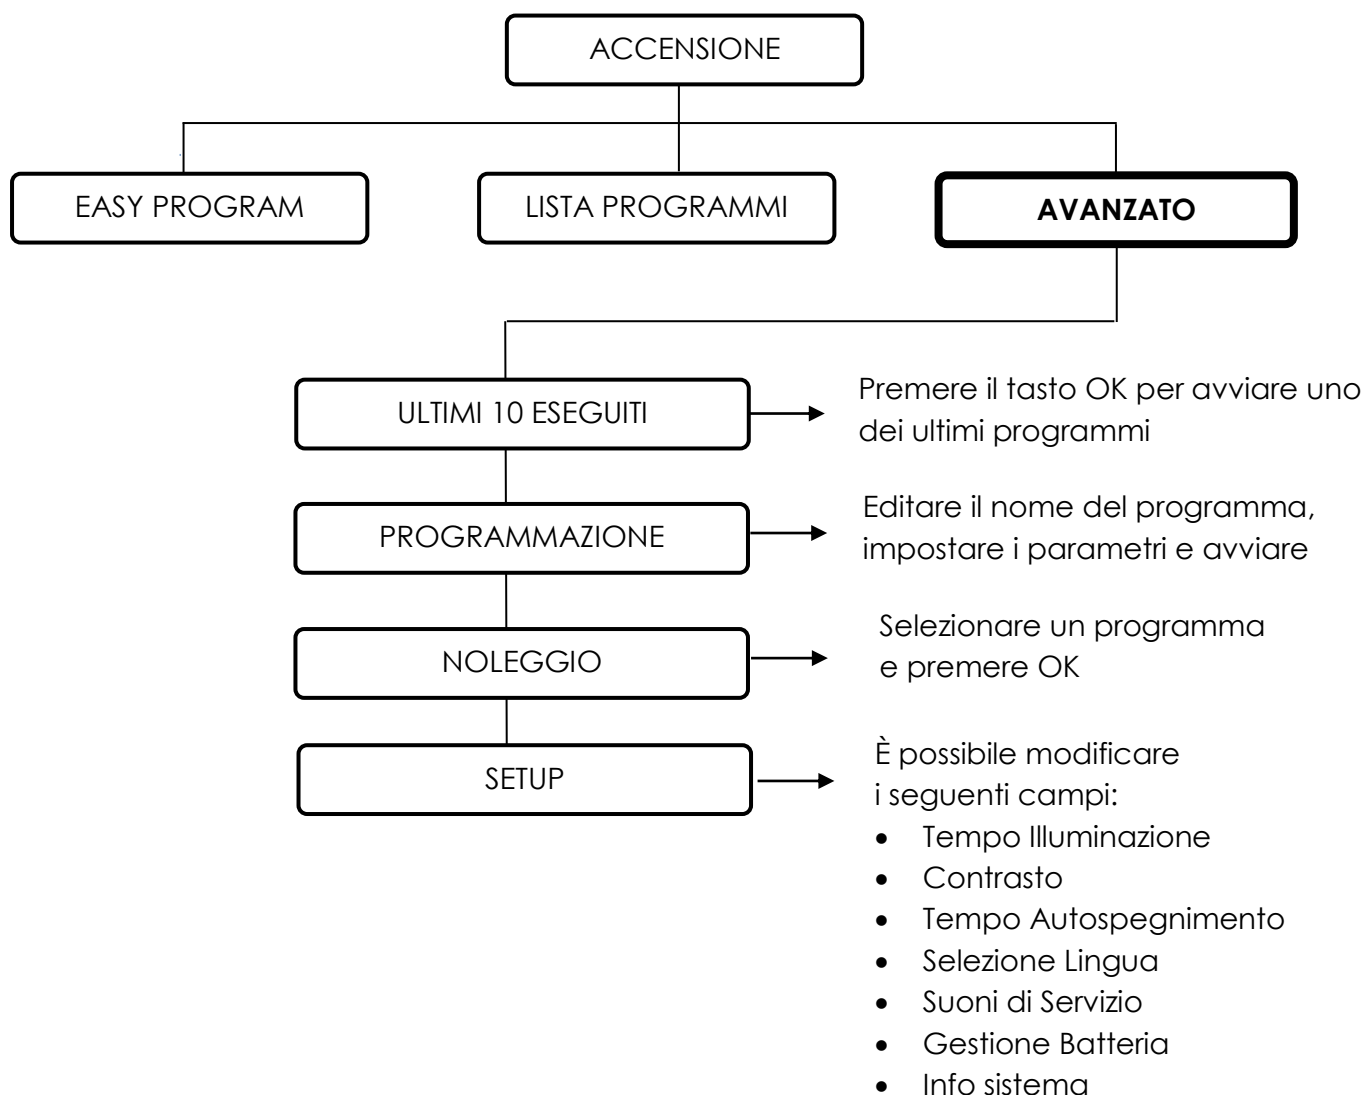 ACCENSIONE
EASY PROGRAM
LISTA PROGRAMMI
AVANZATO
ULTIMI 10 ESEGUITI
Premere il tasto OK per avviare uno
dei ultimi programmi
PROGRAMMAZIONE
Editare il nome del programma,
impostare i parametri e avviare
NOLEGGIO
Selezionare un programma
e premere OK
SETUP
È possibile modificare
i seguenti campi:
• Tempo Illuminazione
• Contrasto
• Tempo Autospegnimento
• Selezione Lingua
• Suoni di Servizio
• Gestione Batteria
• Info sistema